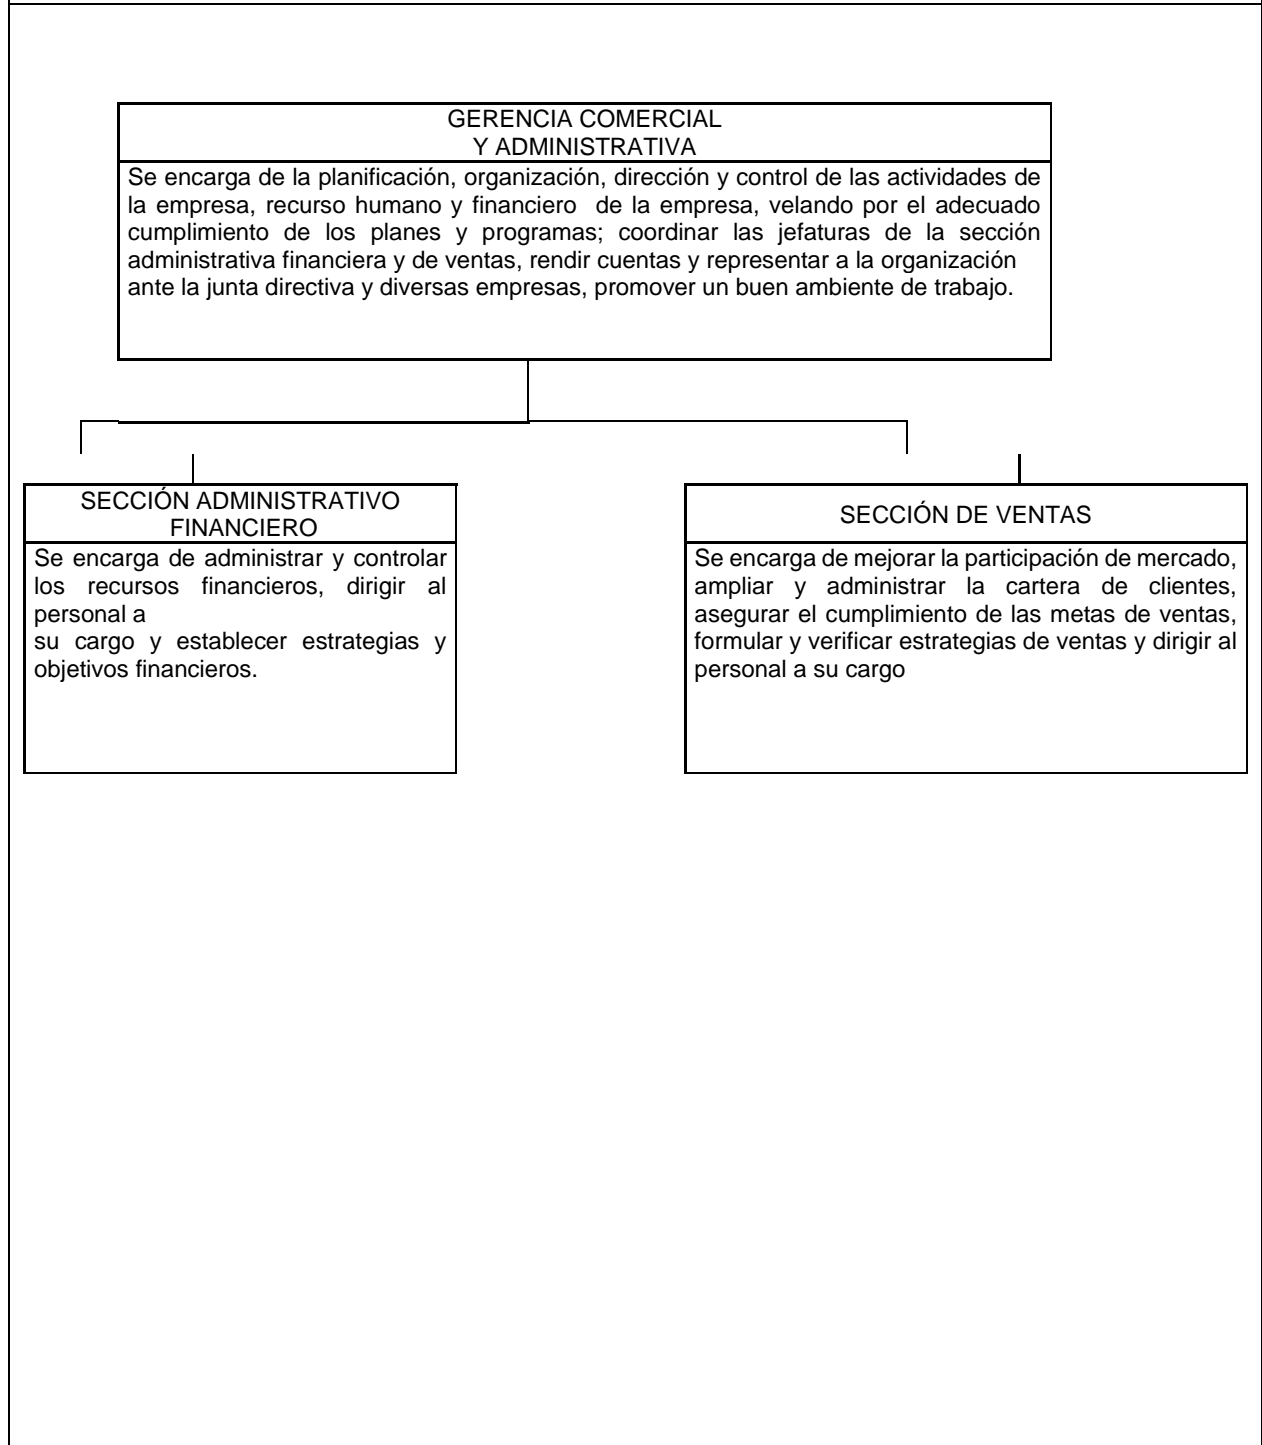 GERENCIA COMERCIAL
Y ADMINISTRATIVA
Se encarga de la planificación, organización, dirección y control de las actividades de
la empresa, recurso humano y financiero de la empresa, velando por el adecuado
cumplimiento de los planes y programas; coordinar las jefaturas de la sección
administrativa financiera y de ventas, rendir cuentas y representar a la organización
ante la junta directiva y diversas empresas, promover un buen ambiente de trabajo.
SECCIÓN ADMINISTRATIVO
FINANCIERO
Se encarga de administrar y controlar
los recursos financieros, dirigir al
personal a
su cargo y establecer estrategias y
objetivos financieros.
SECCIÓN DE VENTAS
Se encarga de mejorar la participación de mercado,
ampliar y administrar la cartera de clientes,
asegurar el cumplimiento de las metas de ventas,
formular y verificar estrategias de ventas y dirigir al
personal a su cargo